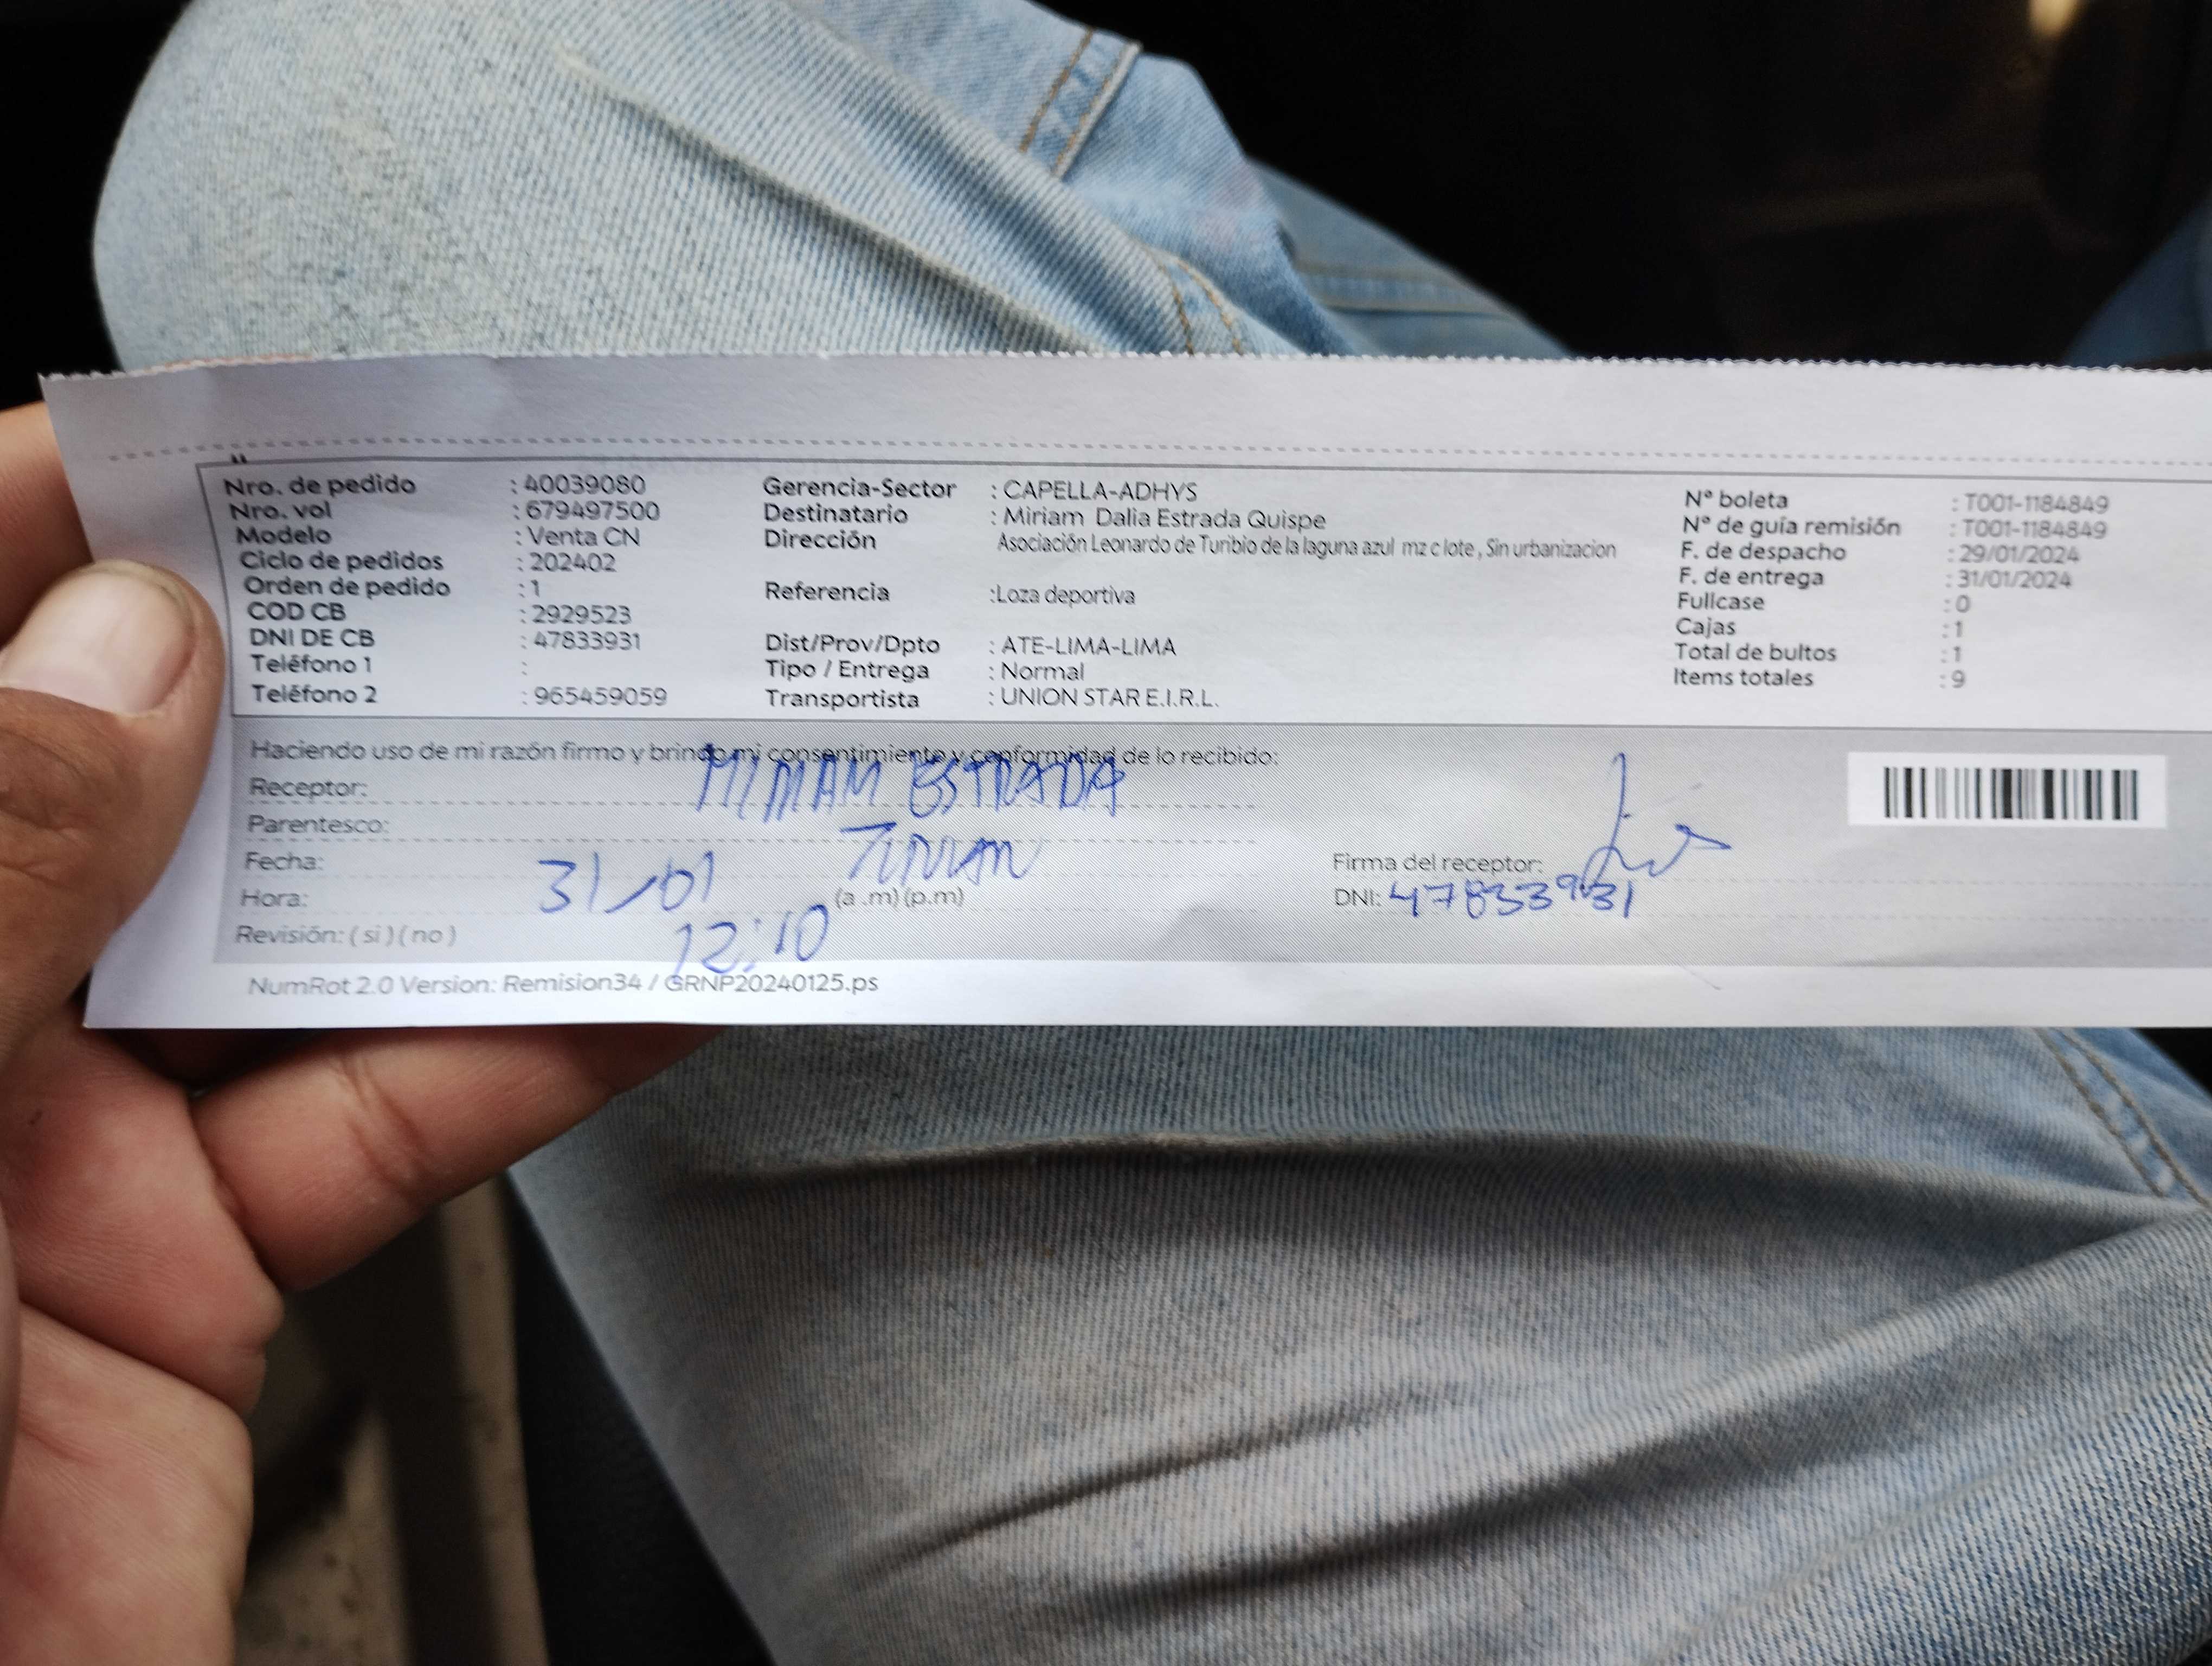 Nro. de pedido : 40039080
Nro. vol : 679497500
Modelo : Venta CN
Ciclo de pedidos : 202402
Orden de pedido : 1
COD CB : 2929523
DNI DE CB : 47833931
Teléfono 1 :
Teléfono 2 : 965459059
Gerencia-Sector : CAPELLA-ADHYS
Destinatario : Miriam Dalia Estrada Quispe
Dirección Asociación Leonardo de Turibio de la laguna azul mz c lote , Sin urbanizacion
Referencia :Loza deportiva
Dist/Prov/Dpto : ATE-LIMA-LIMA
Tipo / Entrega : Normal
Transportista : UNION STAR E.I.R.L.
Nº boleta : T001-1184849
Nº de guía remisión : T001-1184849
F. de despacho : 29/01/2024
F. de entrega : 31/01/2024
Fullcase : 0
Cajas : 1
Total de bultos : 1
Items totales : 9
Haciendo uso de mi razón firmo y brindo mi consentimiento y conformidad de lo recibido:
Receptor: MIRIAM ESTRADA
Parentesco:
Fecha: 31/01
Hora: 12:10 (a .m) (p.m)
Revisión: ( si ) ( no )
Firma del receptor:
DNI: 47833931
NumRot 2.0 Version: Remision34 / GRNP20240125.ps